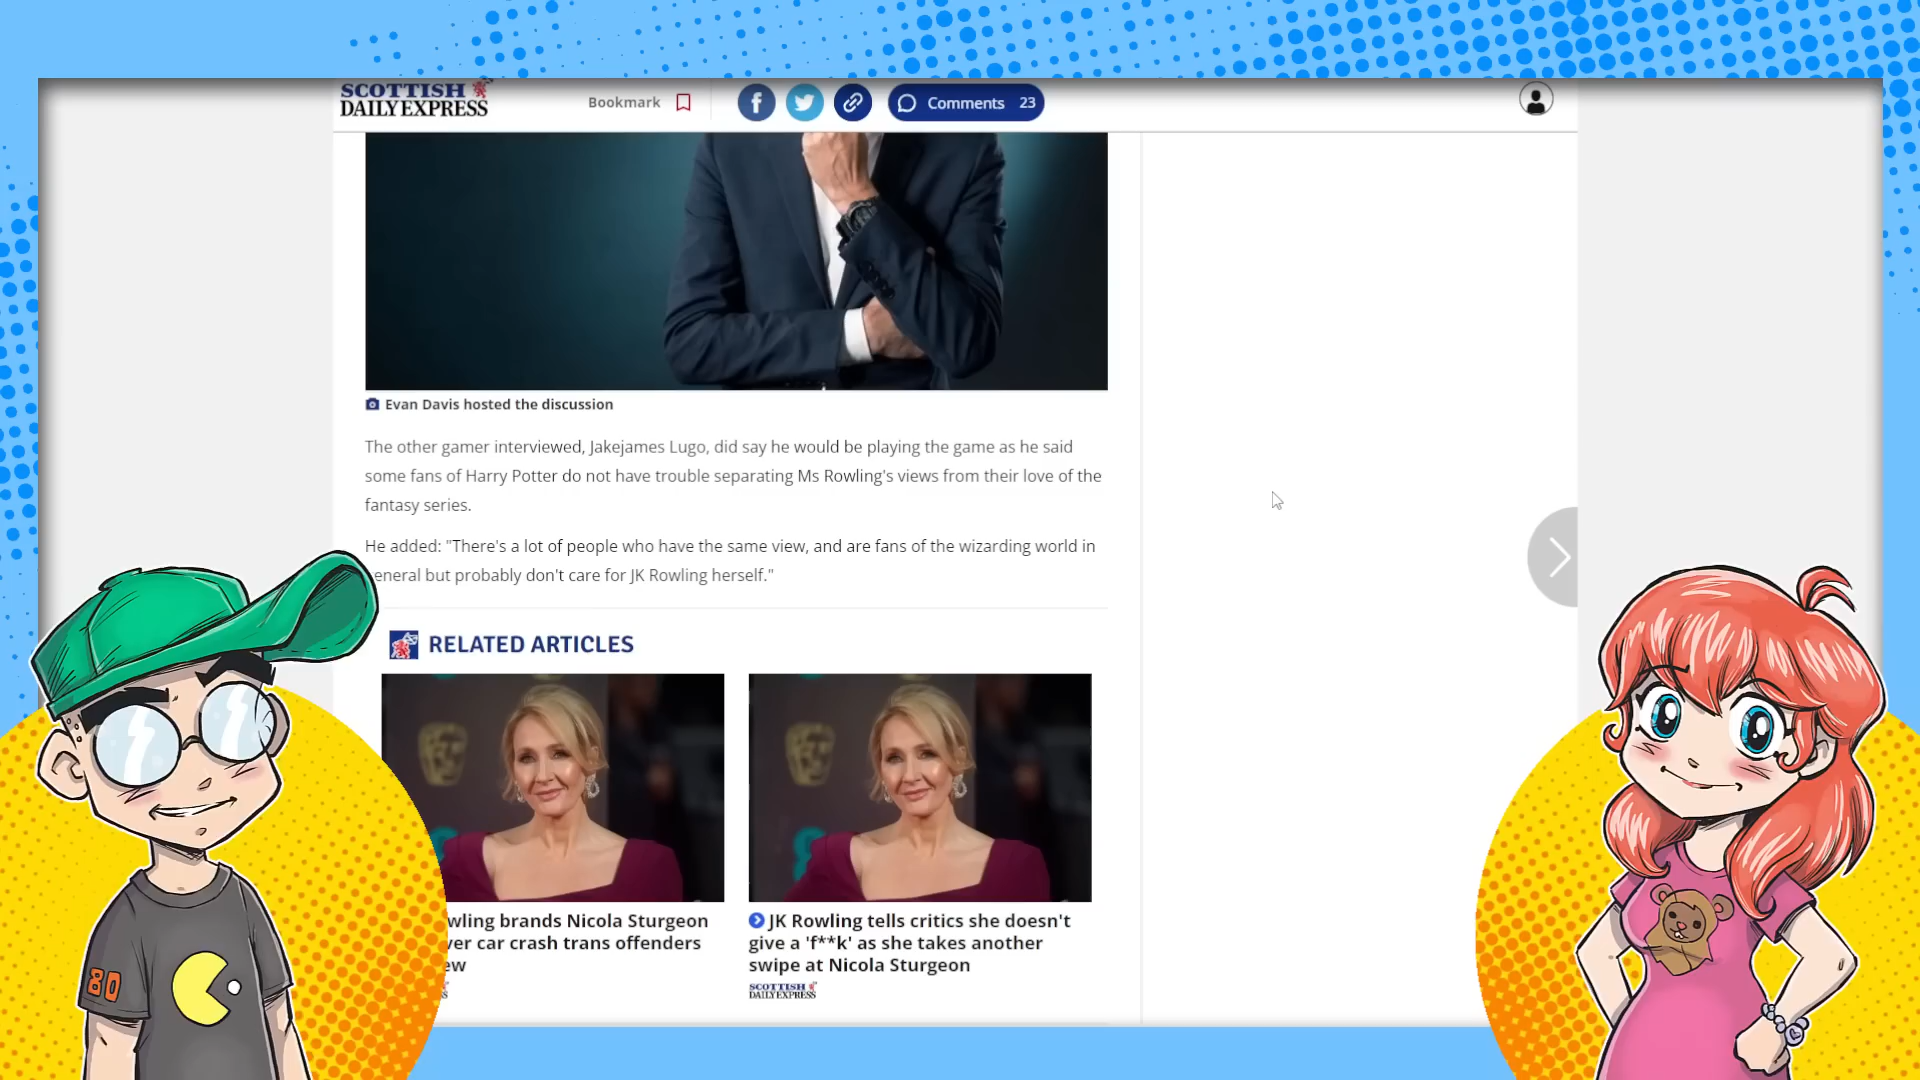 SCOTTISH
DAILY EXPRESS
Bookmark
Comments 23
Evan Davis hosted the discussion
The other gamer interviewed, Jakejames Lugo, did say he would be playing the game as he said
some fans of Harry Potter do not have trouble separating Ms Rowling's views from their love of the
fantasy series.
He added: "There's a lot of people who have the same view, and are fans of the wizarding world in
eneral but probably don't care for JK Rowling herself."
RELATED ARTICLES
wling brands Nicola Sturgeon
ver car crash trans offenders
ew
JK Rowling tells critics she doesn't
give a 'f**k' as she takes another
swipe at Nicola Sturgeon
SCOTTISH
DAILY EXPRESS
80